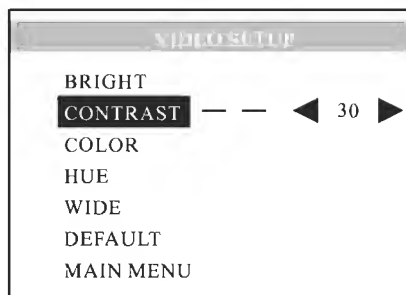 VIDEO SETUP
BRIGHT
CONTRAST — — ◀ 30 ▶
COLOR
HUE
WIDE
DEFAULT
MAIN MENU